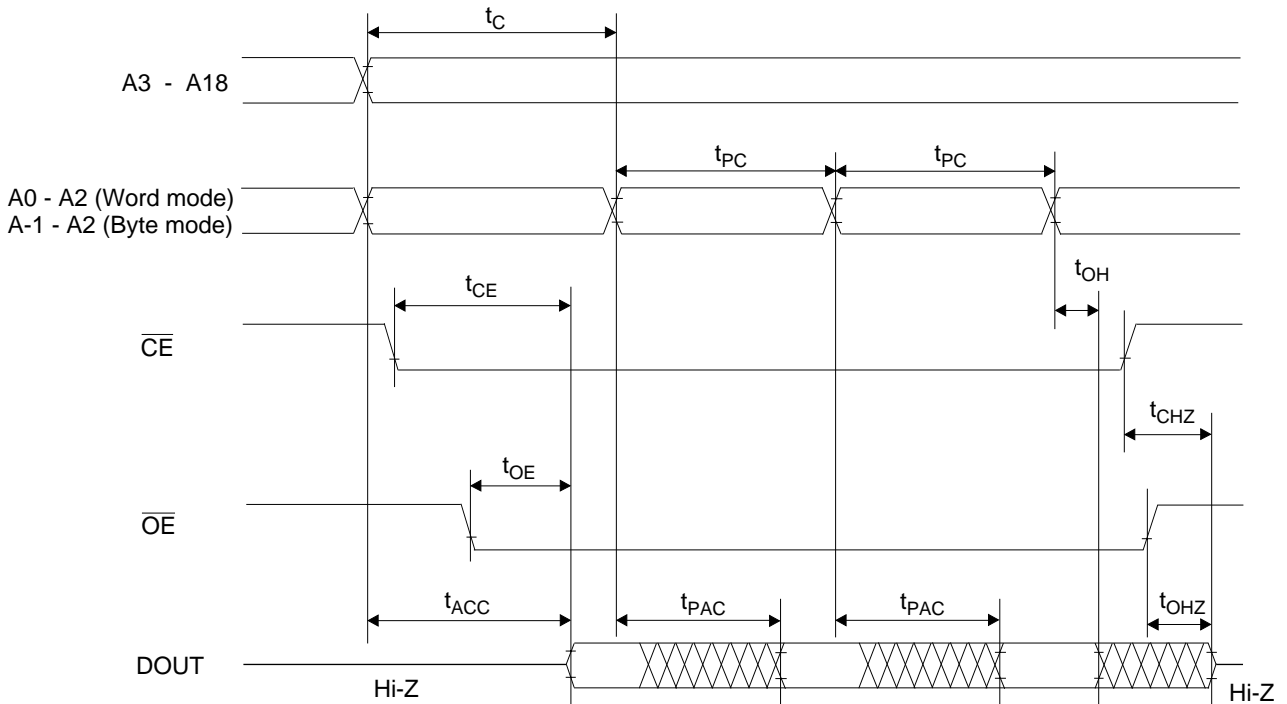 tC
A3 - A18
tPC tPC
A0 - A2 (Word mode)
A-1 - A2 (Byte mode)
tOH
tCE
CE
tCHZ
tOE
OE
tACC tPAC tPAC tOHZ
DOUT
Hi-Z Hi-Z